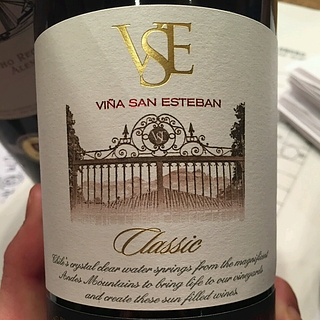 VSE
VIÑA SAN ESTEBAN
Classic
Chile's crystal clear water springs from the magnificent
Andes Mountains to bring life to our vineyards
and create these sun filled wines.